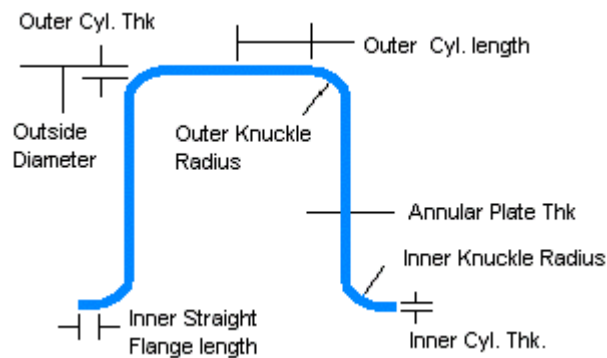 Outer Cyl. Thk
Outer Cyl. length
Outside
Diameter
Outer Knuckle
Radius
Annular Plate Thk
Inner Knuckle Radius
Inner Straight
Flange length
Inner Cyl. Thk.